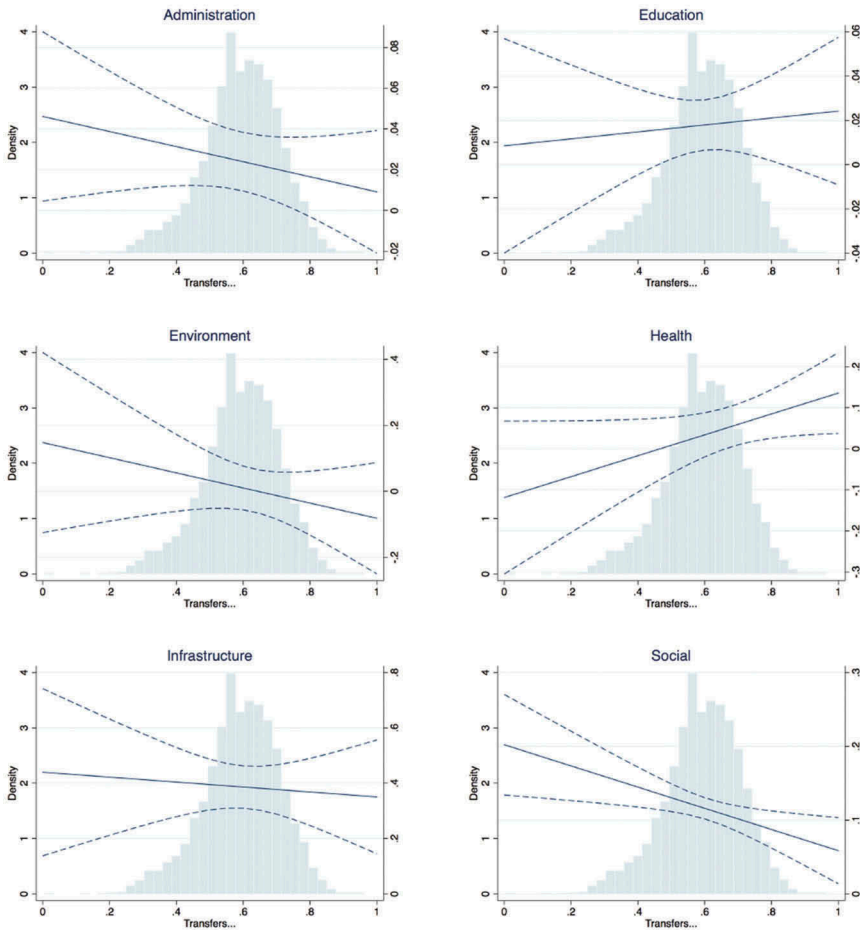 Administration
4
3
2
1
0
Density
.08
.06
.04
.02
0
-.02
0 .2 .4 .6 .8 1
Transfers...
Education
4
3
2
1
0
Density
.06
.04
.02
0
-.02
-.04
0 .2 .4 .6 .8 1
Transfers...
Environment
4
3
2
1
0
Density
.4
.2
0
-.2
0 .2 .4 .6 .8 1
Transfers...
Health
4
3
2
1
0
Density
.2
.1
0
-.1
-.2
-.3
0 .2 .4 .6 .8 1
Transfers...
Infrastructure
4
3
2
1
0
Density
.8
.6
.4
.2
0
0 .2 .4 .6 .8 1
Transfers...
Social
4
3
2
1
0
Density
.3
.2
.1
0
0 .2 .4 .6 .8 1
Transfers...